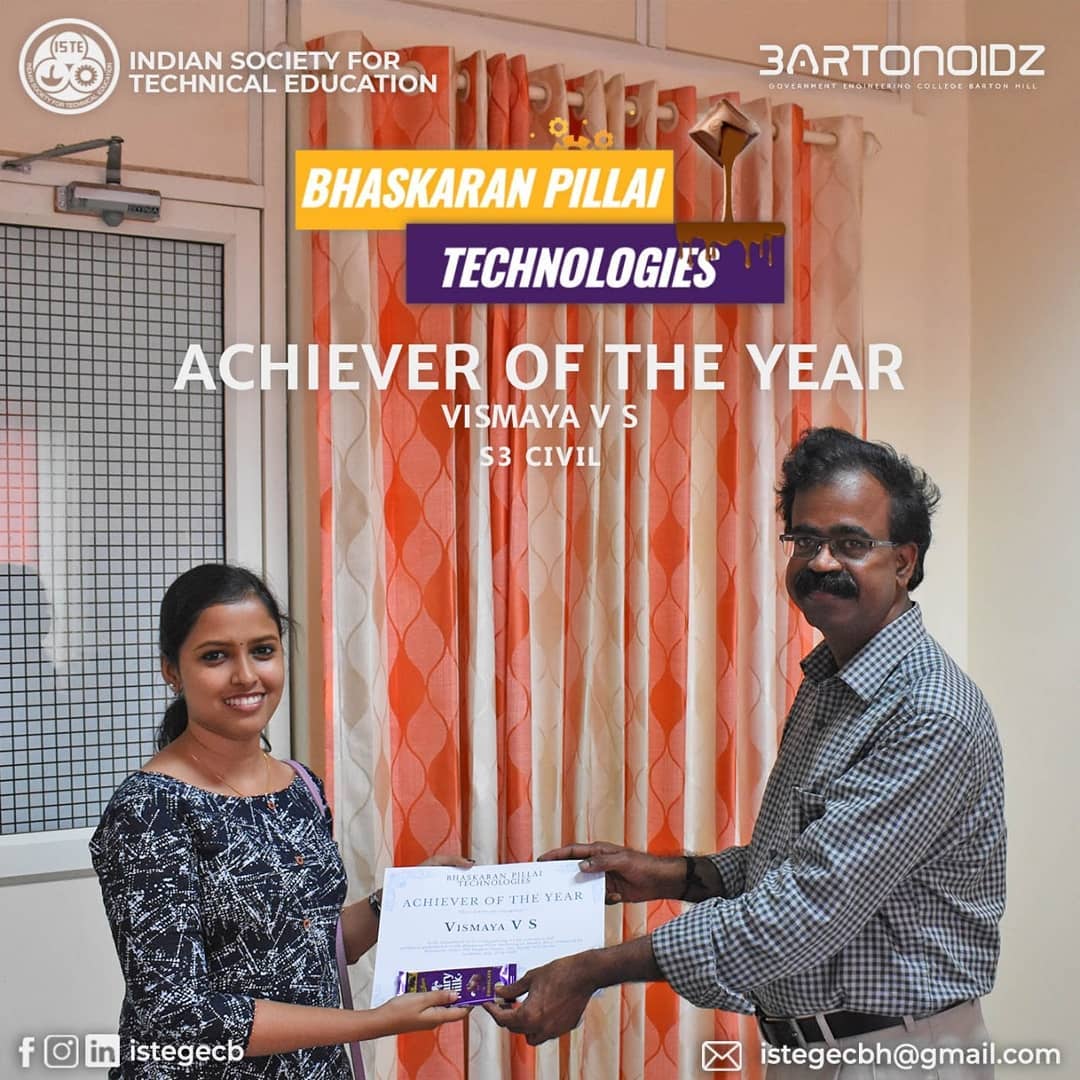 ISTE
INDIAN SOCIETY FOR TECHNICAL EDUCATION
INDIAN SOCIETY FOR
TECHNICAL EDUCATION
BARTONOIDZ
GOVERNMENT ENGINEERING COLLEGE BARTON HILL
BHASKARAN PILLAI
TECHNOLOGIES
ACHIEVER OF THE YEAR
VISMAYA V S
S3 CIVIL
BHASKARAN PILLAI
TECHNOLOGIES
ACHIEVER OF THE YEAR
VISMAYA V S
istegecb
istegecbh@gmail.com